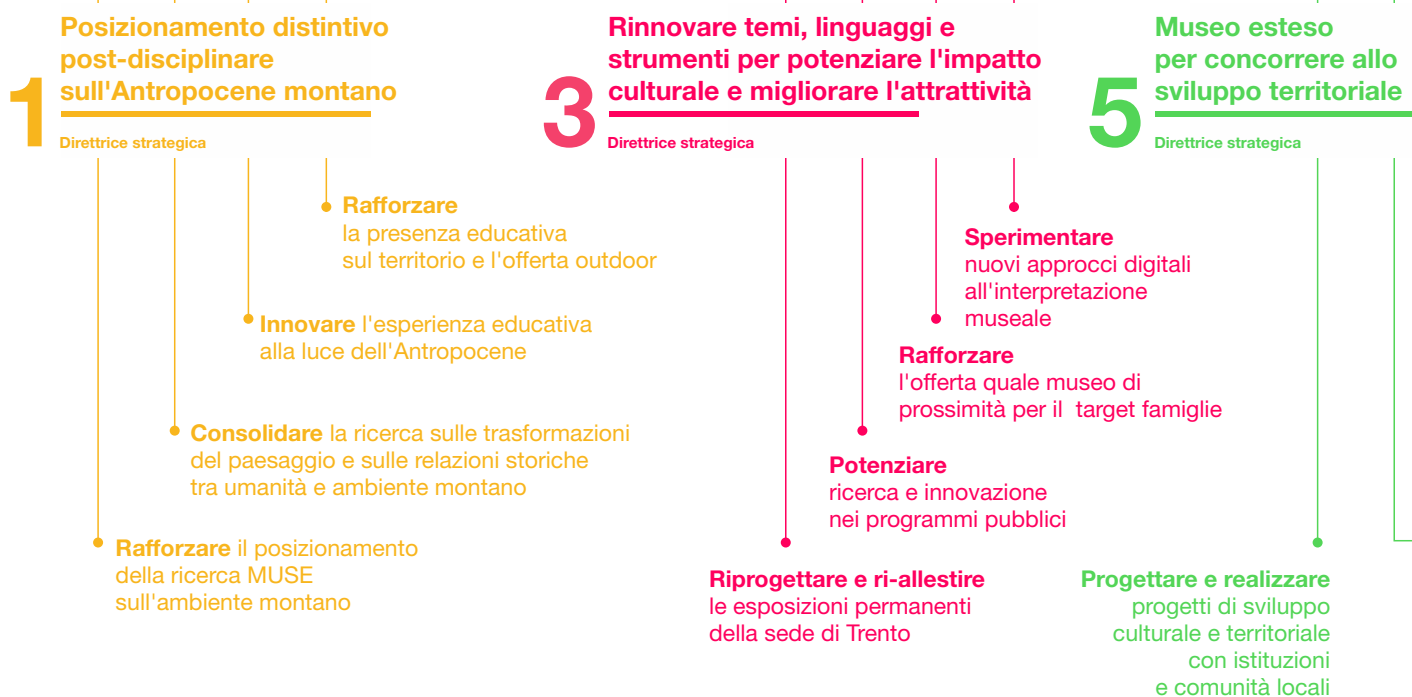 1
Posizionamento distintivo
post-disciplinare
sull'Antropocene montano
Direttrice strategica
Rafforzare
la presenza educativa
sul territorio e l'offerta outdoor
Innovare l'esperienza educativa
alla luce dell'Antropocene
Consolidare la ricerca sulle trasformazioni
del paesaggio e sulle relazioni storiche
tra umanità e ambiente montano
Rafforzare il posizionamento
della ricerca MUSE
sull'ambiente montano
3
Rinnovare temi, linguaggi e
strumenti per potenziare l'impatto
culturale e migliorare l'attrattività
Direttrice strategica
Sperimentare
nuovi approcci digitali
all'interpretazione
museale
Rafforzare
l'offerta quale museo di
prossimità per il target famiglie
Potenziare
ricerca e innovazione
nei programmi pubblici
Riprogettare e ri-allestire
le esposizioni permanenti
della sede di Trento
5
Museo esteso
per concorrere allo
sviluppo territoriale
Direttrice strategica
Progettare e realizzare
progetti di sviluppo
culturale e territoriale
con istituzioni
e comunità locali